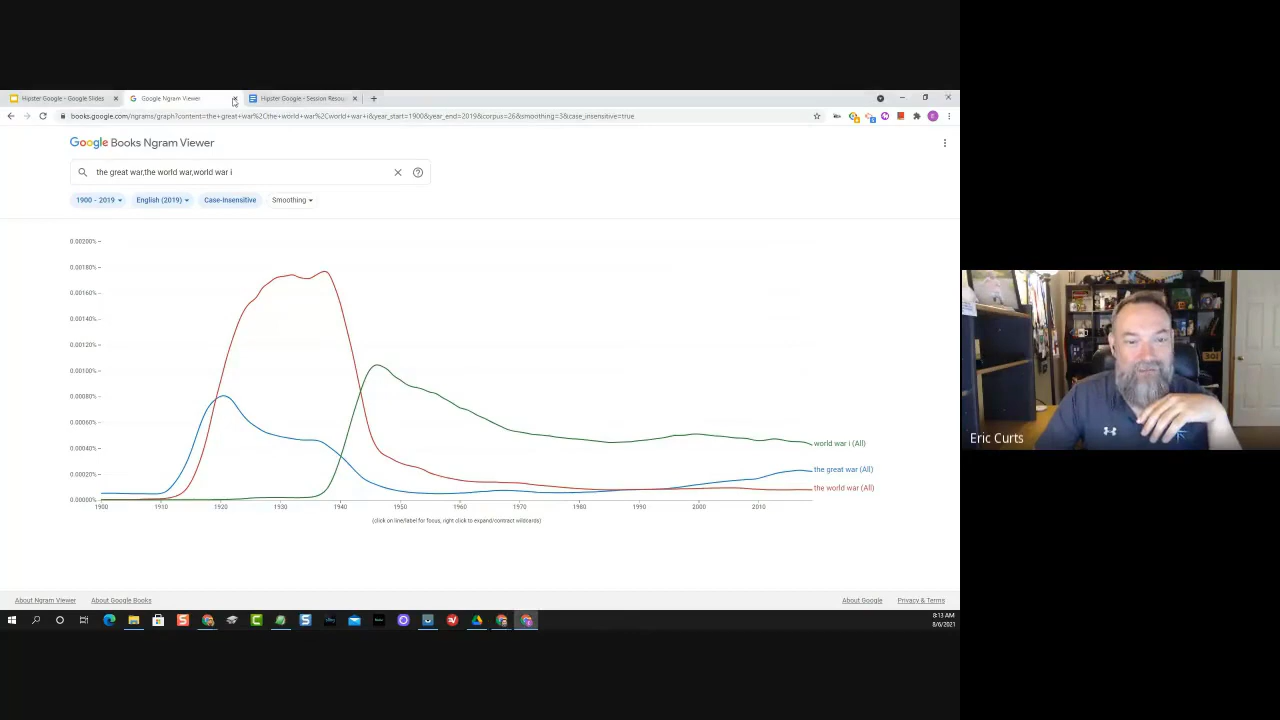 Hipster Google - Google Slides
Google Ngram Viewer
Hipster Google - Session Resou
books.google.com/ngrams/graph?content=the+great+war%2Cthe+world+war%2Cworld+war+i&year_start=1900&year_end=2019&corpus=26&smoothing=3&case_insensitive=true
Google Books Ngram Viewer
the great war,the world war,world war i
1900 - 2019
English (2019)
Case-Insensitive
Smoothing
0.00200%
0.00180%
0.00160%
0.00140%
0.00120%
0.00100%
0.00080%
0.00060%
0.00040%
0.00020%
0.00000%
world war i (All)
the great war (All)
the world war (All)
1900 1910 1920 1930 1940 1950 1960 1970 1980 1990 2000 2010
(click on line/label for focus, right click to expand/contract wildcards)
About Ngram Viewer About Google Books About Google Privacy & Terms
8:13 AM
8/6/2021
Eric Curts